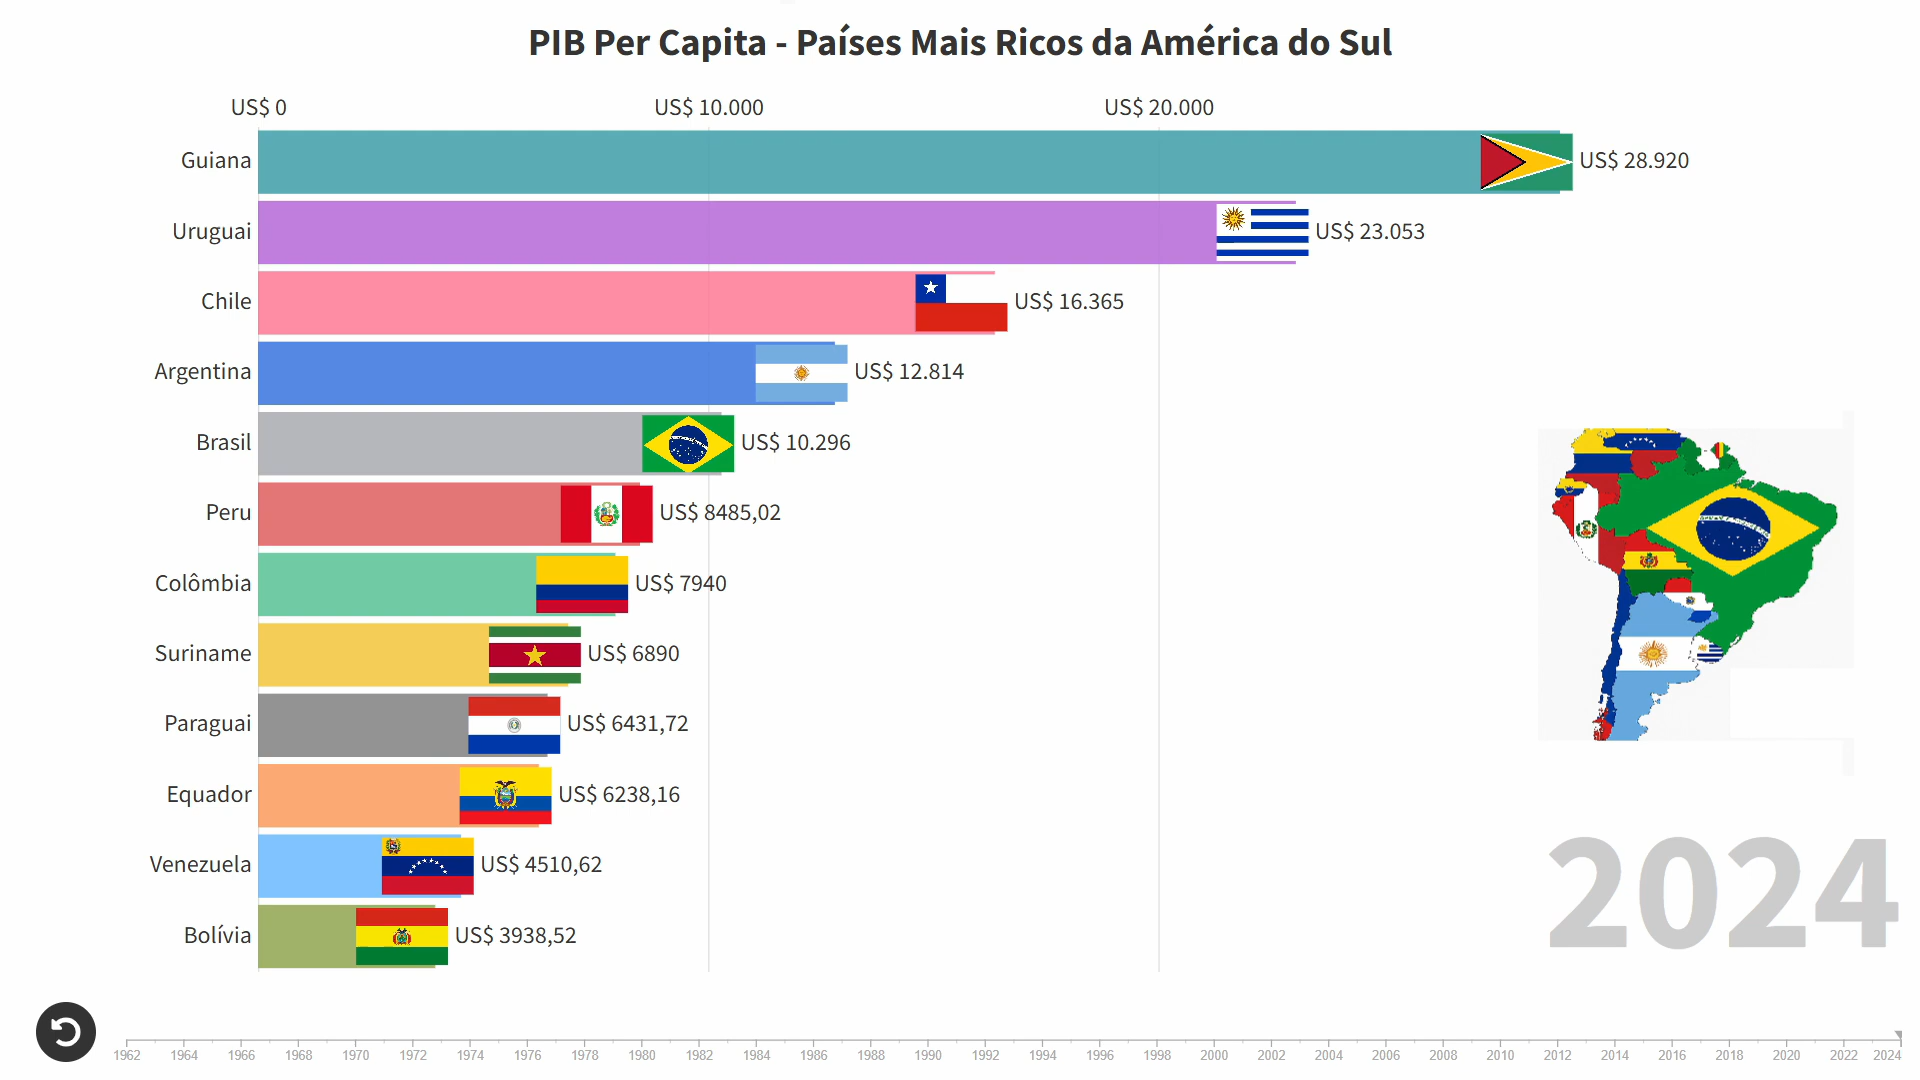 PIB Per Capita - Países Mais Ricos da América do Sul
US$ 0 US$ 10.000 US$ 20.000
Guiana US$ 28.920
Uruguai US$ 23.053
Chile US$ 16.365
Argentina US$ 12.814
Brasil US$ 10.296
Peru US$ 8485,02
Colômbia US$ 7940
Suriname US$ 6890
Paraguai US$ 6431,72
Equador US$ 6238,16
Venezuela US$ 4510,62
Bolívia US$ 3938,52
2024
1962 1964 1966 1968 1970 1972 1974 1976 1978 1980 1982 1984 1986 1988 1990 1992 1994 1996 1998 2000 2002 2004 2006 2008 2010 2012 2014 2016 2018 2020 2022 2024